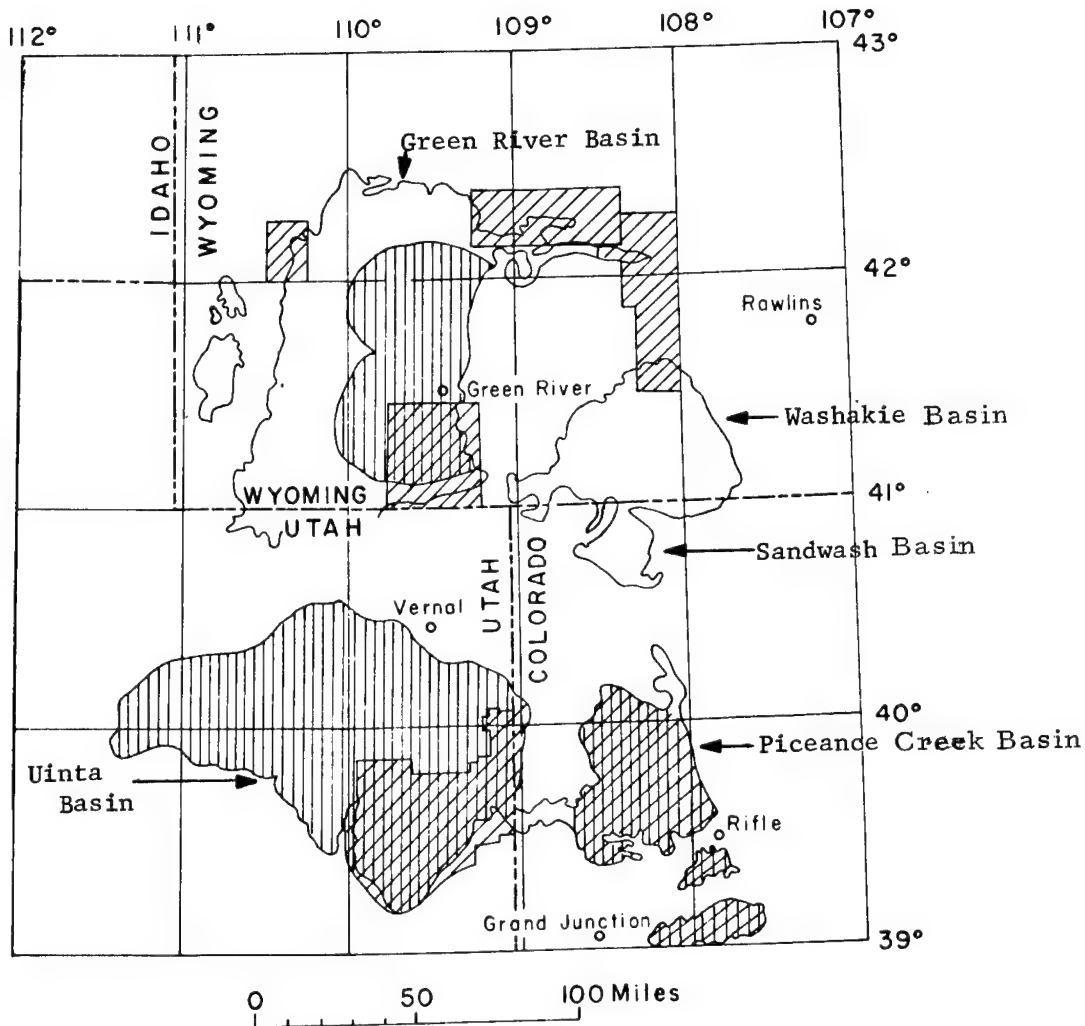 112° 111° 110° 109° 108° 107°
43°
IDAHO
WYOMING
Green River Basin
42°
Rawlins
Green River
Washakie Basin
WYOMING
41°
UTAH
Sandwash Basin
UTAH
COLORADO
Vernal
40°
Piceance Creek Basin
Uinta
Basin
Rifle
Grand Junction
39°
0 50 100 Miles